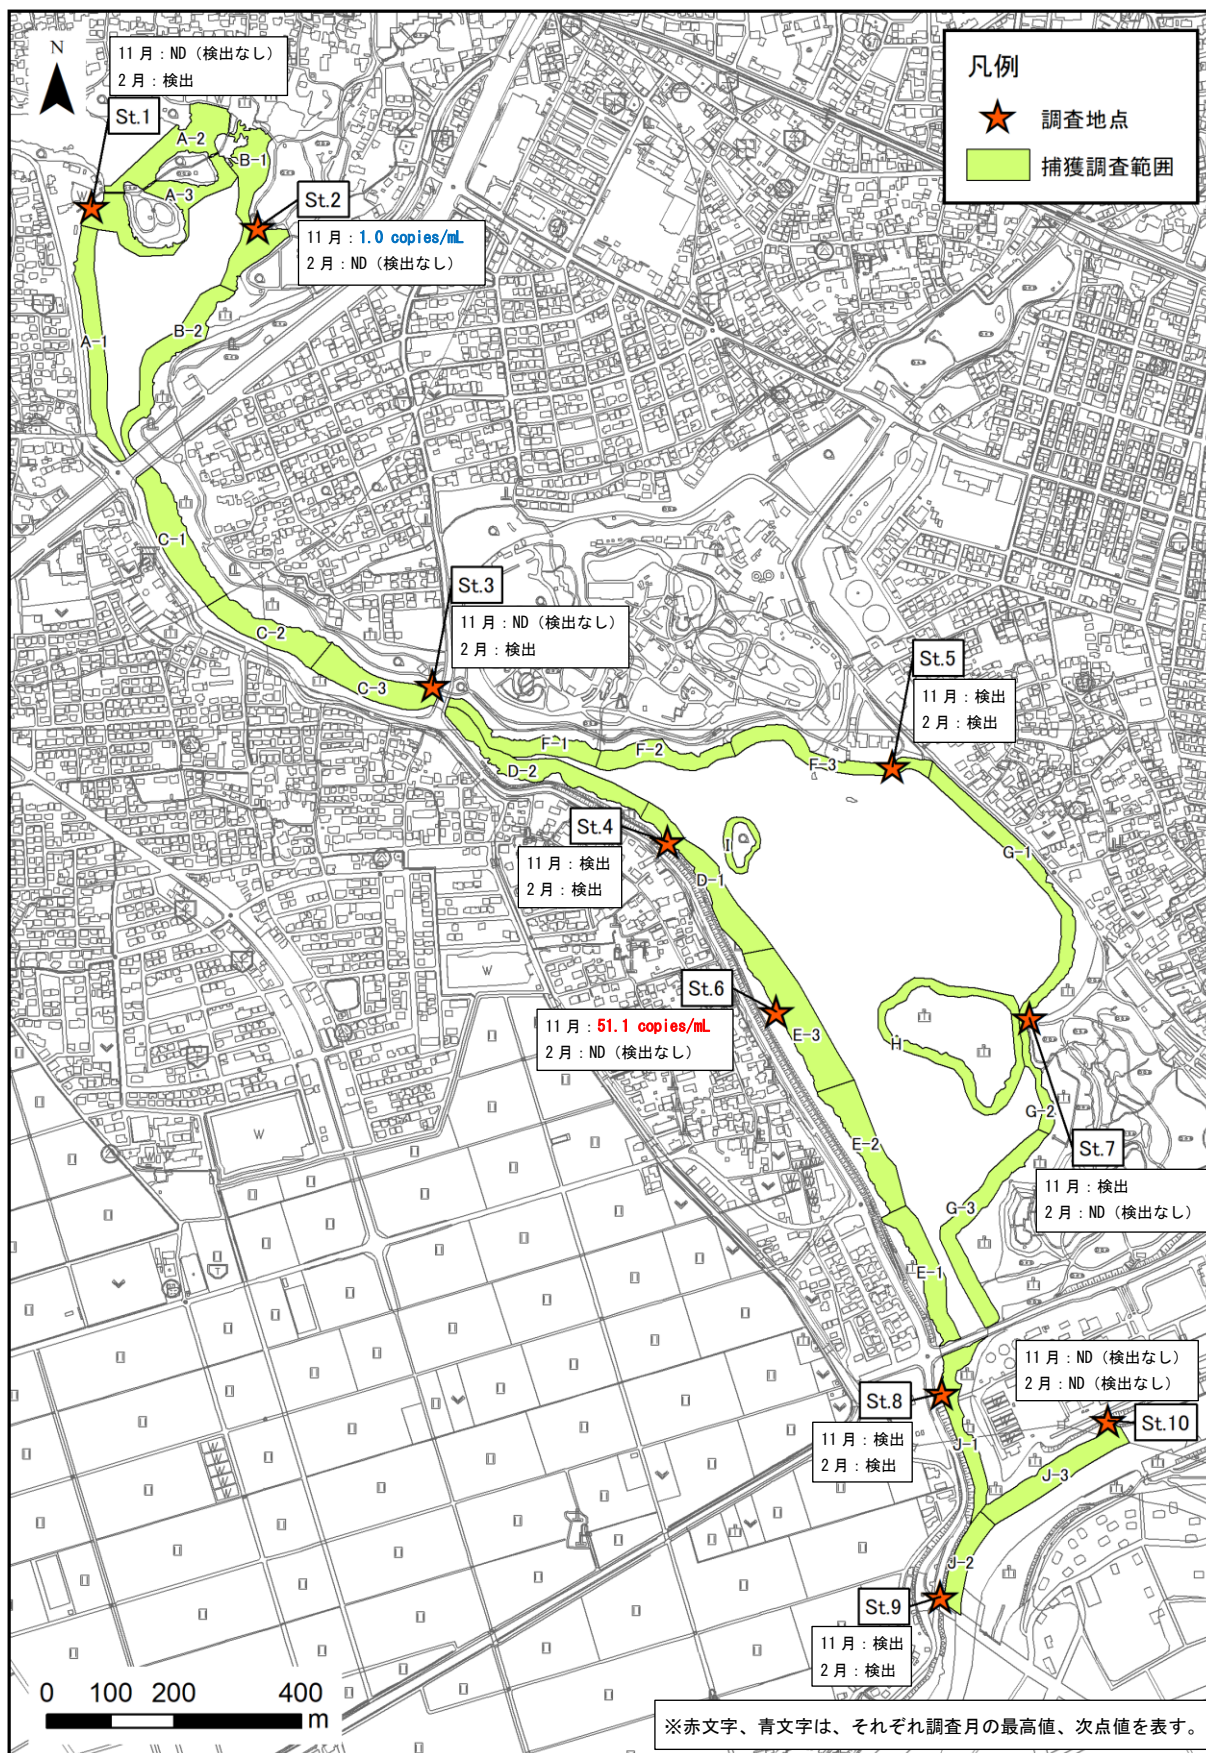 N
11月：ND（検出なし）
2月：検出
St.1
凡例
調査地点
捕獲調査範囲
A-2
B-1
A-3
St.2
11月：1.0 copies/mL
2月：ND（検出なし）
A-1
B-2
C-1
C-2
C-3
St.3
11月：ND（検出なし）
2月：検出
St.5
11月：検出
2月：検出
F-1
F-2
F-3
D-2
St.4
11月：検出
2月：検出
I
D-1
G-1
St.6
11月：51.1 copies/mL
2月：ND（検出なし）
E-3
H
G-2
E-2
St.7
11月：検出
2月：ND（検出なし）
G-3
E-1
11月：ND（検出なし）
2月：ND（検出なし）
St.8
11月：検出
2月：検出
St.10
J-1
J-3
J-2
St.9
11月：検出
2月：検出
0 100 200 400
m
※赤文字、青文字は、それぞれ調査月の最高値、次点値を表す。